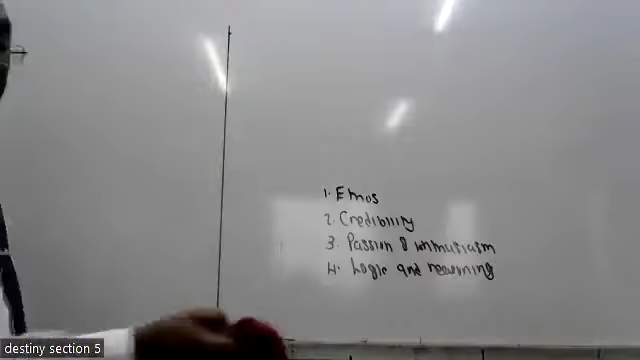 1. Ethos
2. Credibility
3. Passion & enthusiasm
4. Logic and reasoning
destiny section 5